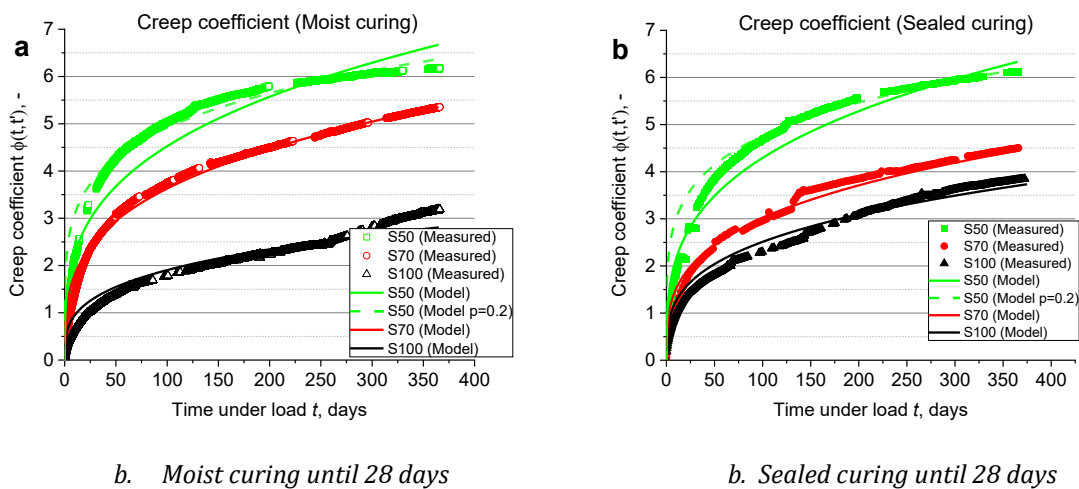 Creep coefficient (Moist curing)
a
Creep coefficient ϕ(t,t'), -
7
6
5
4
3
2
1
0
0 50 100 150 200 250 300 350 400
Time under load t, days
S50 (Measured)
S70 (Measured)
S100 (Measured)
S50 (Model)
S50 (Model p=0.2)
S70 (Model)
S100 (Model)
b. Moist curing until 28 days
Creep coefficient (Sealed curing)
b
Creep coefficient ϕ(t,t'), -
7
6
5
4
3
2
1
0
0 50 100 150 200 250 300 350 400
Time under load t, days
S50 (Measured)
S70 (Measured)
S100 (Measured)
S50 (Model)
S50 (Model p=0.2)
S70 (Model)
S100 (Model)
b. Sealed curing until 28 days